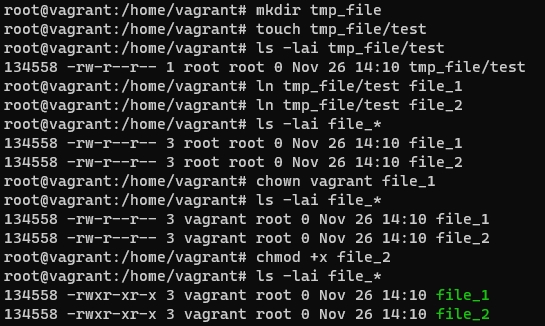 root@vagrant:/home/vagrant# mkdir tmp_file
root@vagrant:/home/vagrant# touch tmp_file/test
root@vagrant:/home/vagrant# ls -lai tmp_file/test
134558 -rw-r--r-- 1 root root 0 Nov 26 14:10 tmp_file/test
root@vagrant:/home/vagrant# ln tmp_file/test file_1
root@vagrant:/home/vagrant# ln tmp_file/test file_2
root@vagrant:/home/vagrant# ls -lai file_*
134558 -rw-r--r-- 3 root root 0 Nov 26 14:10 file_1
134558 -rw-r--r-- 3 root root 0 Nov 26 14:10 file_2
root@vagrant:/home/vagrant# chown vagrant file_1
root@vagrant:/home/vagrant# ls -lai file_*
134558 -rw-r--r-- 3 vagrant root 0 Nov 26 14:10 file_1
134558 -rw-r--r-- 3 vagrant root 0 Nov 26 14:10 file_2
root@vagrant:/home/vagrant# chmod +x file_2
root@vagrant:/home/vagrant# ls -lai file_*
134558 -rwxr-xr-x 3 vagrant root 0 Nov 26 14:10 file_1
134558 -rwxr-xr-x 3 vagrant root 0 Nov 26 14:10 file_2